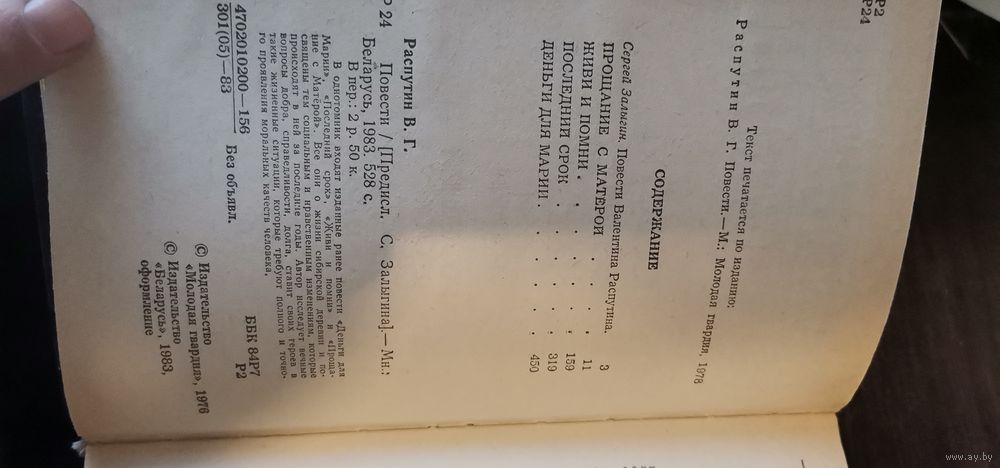 Р2
Р24
Текст печатается по изданию:
Распутин В. Г. Повести.—М.: Молодая гвардия, 1978
СОДЕРЖАНИЕ
Сергей Залыгин. Повести Валентина Распутина. 3
ПРОЩАНИЕ С МАТЁРОЙ . . . 11
ЖИВИ И ПОМНИ . . . . . 159
ПОСЛЕДНИЙ СРОК . . . . . 319
ДЕНЬГИ ДЛЯ МАРИИ . . . . . 450
Распутин В. Г.
Р 24 Повести / [Предисл. С. Залыгина].— Мн.:
Беларусь, 1983. 528 с.
В пер.: 2 р. 50 к.
В однотомник входят изданные ранее повести «Деньги для
Марии», «Последний срок», «Живи и помни» и «Проща-
ние с Матёрой». Все они о жизни сибирской деревни и по-
священы тем социальным и нравственным изменениям, которые
происходят в ней за последние годы. Автор исследует вечные
вопросы добра, справедливости, долга, ставит своих героев в
такие жизненные ситуации, которые требуют полного и точно-
го проявления моральных качеств человека.
4702010200—156
301(05)—83
Без объявл.
ББК 84Р7
Р2
© Издательство
«Молодая гвардия», 1976
© Издательство
«Беларусь», 1983,
оформление
www.ay.by